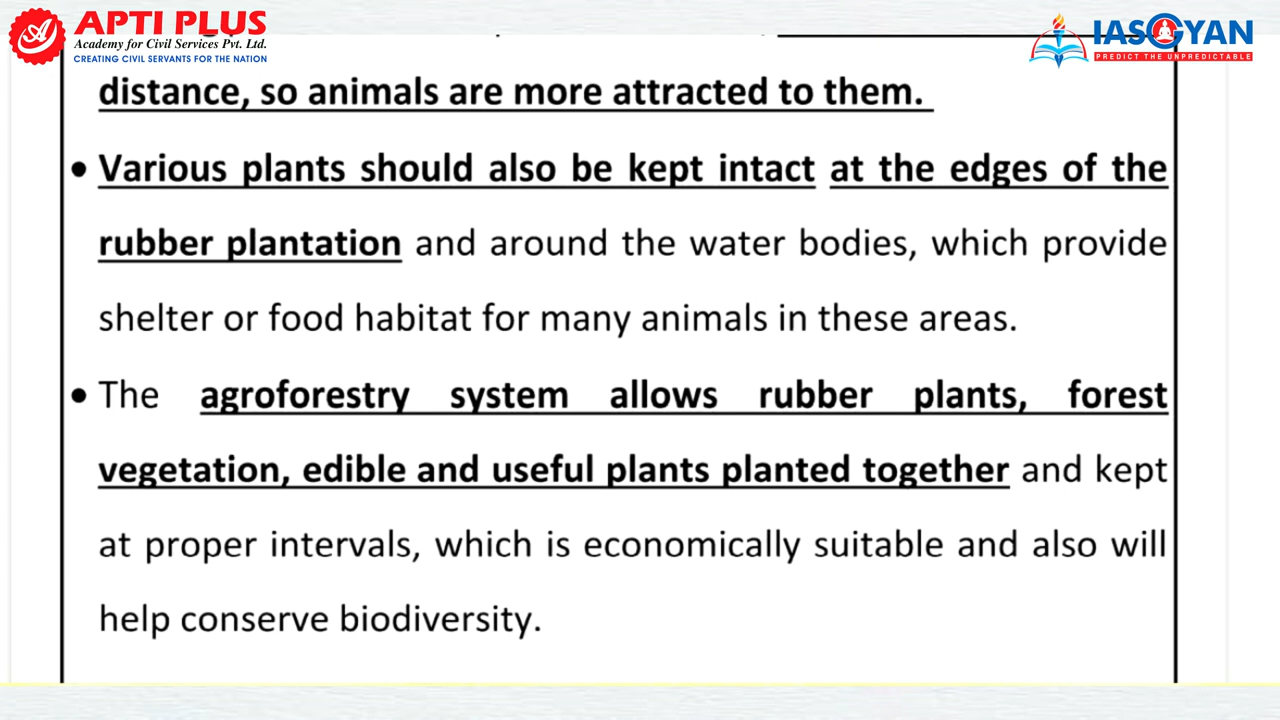 APTI PLUS
Academy for Civil Services Pvt. Ltd.
CREATING CIVIL SERVANTS FOR THE NATION
IASGYAN
PREDICT THE UNPREDICTABLE
distance, so animals are more attracted to them.
• Various plants should also be kept intact at the edges of the
rubber plantation and around the water bodies, which provide
shelter or food habitat for many animals in these areas.
• The agroforestry system allows rubber plants, forest
vegetation, edible and useful plants planted together and kept
at proper intervals, which is economically suitable and also will
help conserve biodiversity.